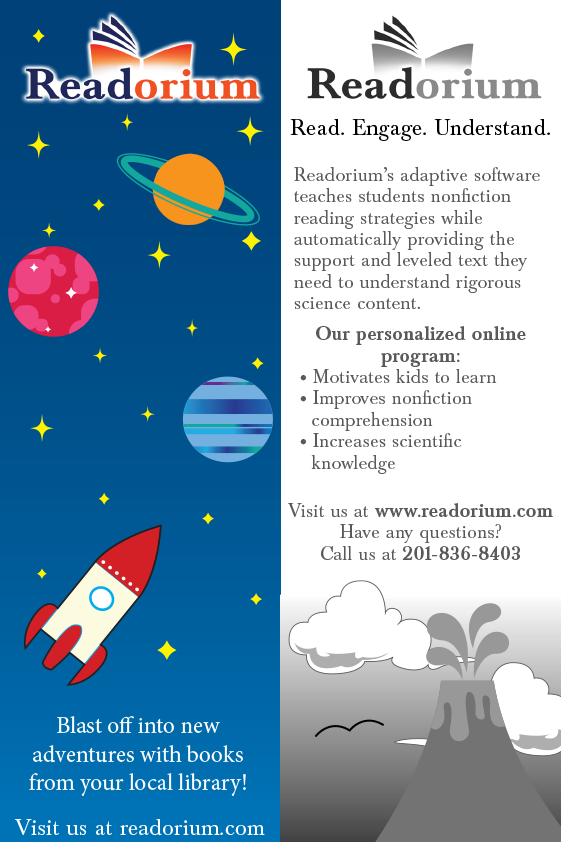 Readorium
Blast off into new
adventures with books
from your local library!
Visit us at readorium.com
Readorium
Read. Engage. Understand.
Readorium's adaptive software
teaches students nonfiction
reading strategies while
automatically providing the
support and leveled text they
need to understand rigorous
science content.
Our personalized online
program:
• Motivates kids to learn
• Improves nonfiction
comprehension
• Increases scientific
knowledge
Visit us at www.readorium.com
Have any questions?
Call us at 201-836-8403